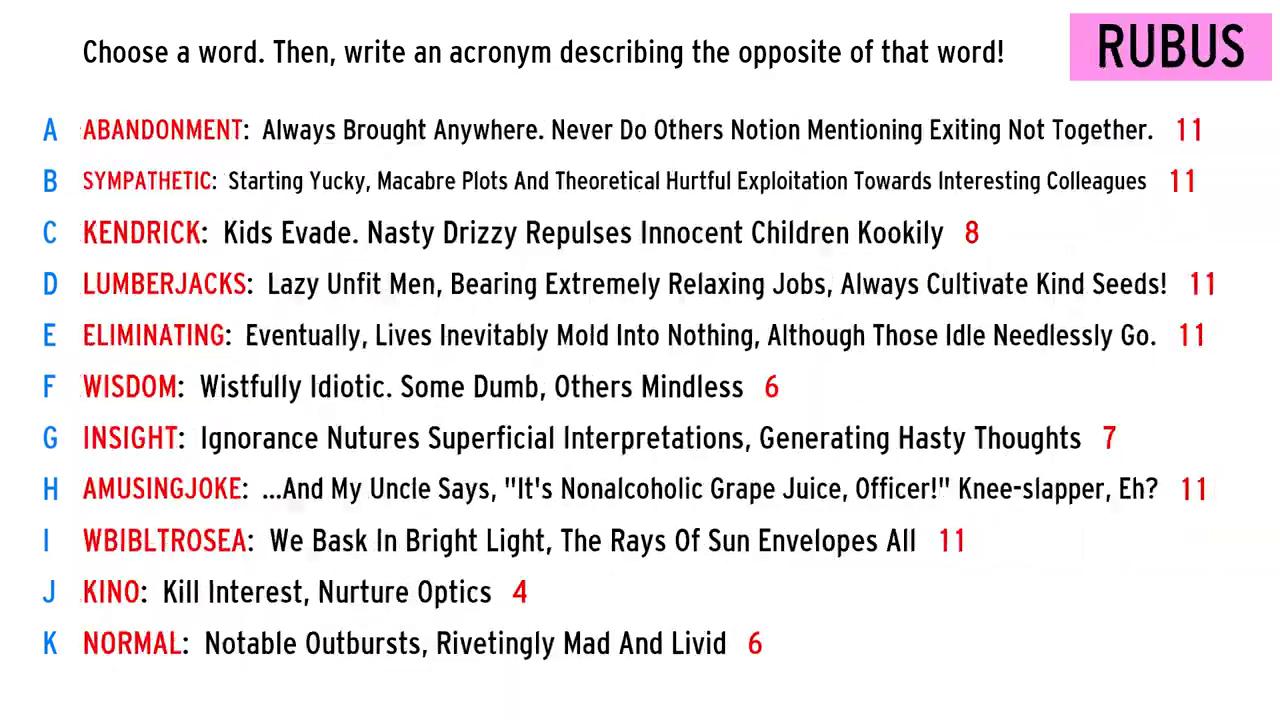 Choose a word. Then, write an acronym describing the opposite of that word!
RUBUS
A ABANDONMENT: Always Brought Anywhere. Never Do Others Notion Mentioning Exiting Not Together. 11
B SYMPATHETIC: Starting Yucky, Macabre Plots And Theoretical Hurtful Exploitation Towards Interesting Colleagues 11
C KENDRICK: Kids Evade. Nasty Drizzy Repulses Innocent Children Kookily 8
D LUMBERJACKS: Lazy Unfit Men, Bearing Extremely Relaxing Jobs, Always Cultivate Kind Seeds! 11
E ELIMINATING: Eventually, Lives Inevitably Mold Into Nothing, Although Those Idle Needlessly Go. 11
F WISDOM: Wistfully Idiotic. Some Dumb, Others Mindless 6
G INSIGHT: Ignorance Nutures Superficial Interpretations, Generating Hasty Thoughts 7
H AMUSINGJOKE: ...And My Uncle Says, "It's Nonalcoholic Grape Juice, Officer!" Knee-slapper, Eh? 11
I WBIBLTROSEA: We Bask In Bright Light, The Rays Of Sun Envelopes All 11
J KINO: Kill Interest, Nurture Optics 4
K NORMAL: Notable Outbursts, Rivetingly Mad And Livid 6